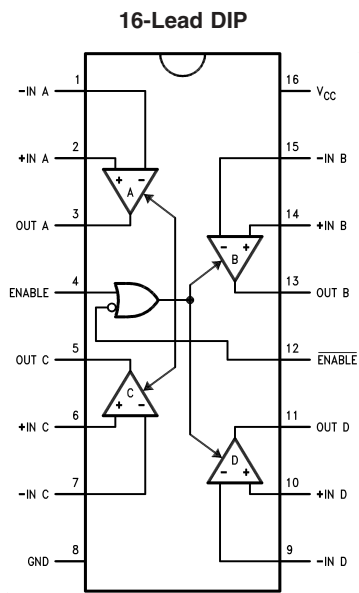 16-Lead DIP
1
−IN A
2
+IN A
3
OUT A
4
ENABLE
5
OUT C
6
+IN C
7
−IN C
8
GND
16
VCC
15
−IN B
14
+IN B
13
OUT B
12
ENABLE
11
OUT D
10
+IN D
9
−IN D
+ −
A
− +
B
C
+ −
D
− +